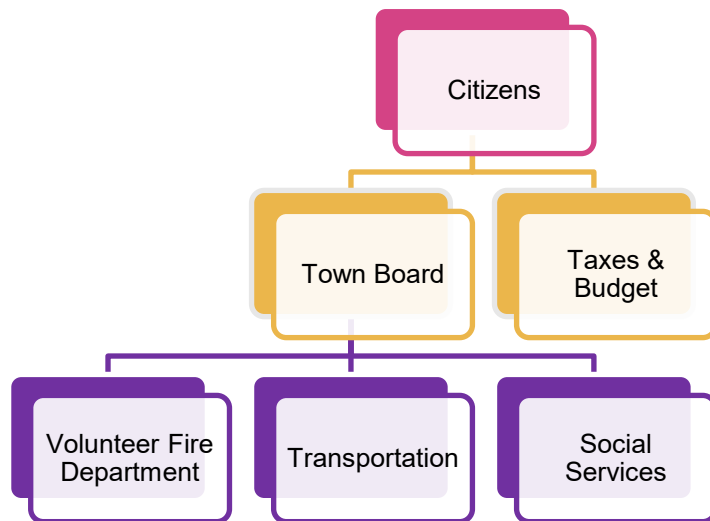 Citizens
Town Board
Taxes &
Budget
Volunteer Fire
Department
Transportation
Social
Services